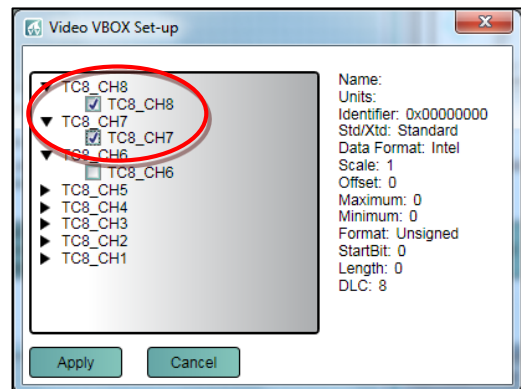 Video VBOX Set-up
TC8_CH8
TC8_CH8
TC8_CH7
TC8_CH7
TC8_CH6
TC8_CH6
TC8_CH5
TC8_CH4
TC8_CH3
TC8_CH2
TC8_CH1
Name:
Units:
Identifier: 0x00000000
Std/Xtd: Standard
Data Format: Intel
Scale: 1
Offset: 0
Maximum: 0
Minimum: 0
Format: Unsigned
StartBit: 0
Length: 0
DLC: 8
Apply
Cancel